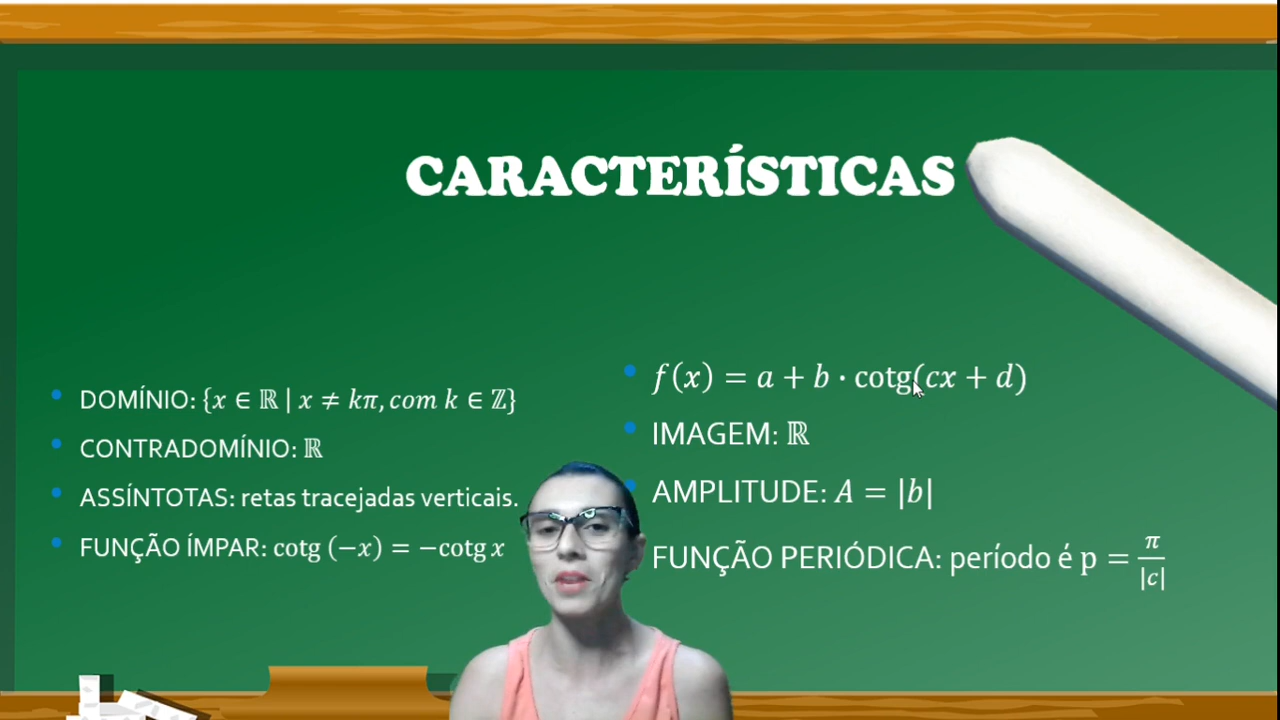 CARACTERÍSTICAS
DOMÍNIO: {x ∈ ℝ | x ≠ kπ, com k ∈ ℤ}
CONTRADOMÍNIO: ℝ
ASSÍNTOTAS: retas tracejadas verticais.
FUNÇÃO ÍMPAR: cotg (−x) = −cotg x
f(x) = a + b · cotg(cx + d)
IMAGEM: ℝ
AMPLITUDE: A = |b|
FUNÇÃO PERIÓDICA: período é p = π/|c|